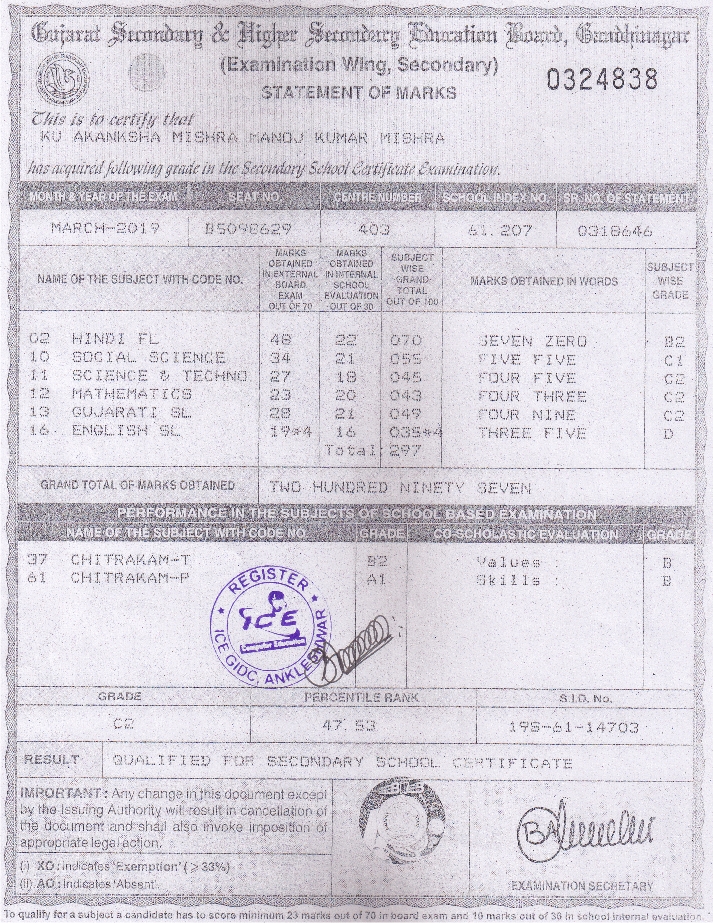 Gujarat Secondary & Higher Secondary Education Board, Gandhinagar
(Examination Wing, Secondary)
0324838
STATEMENT OF MARKS
This is to certify that
KU AKANKSHA MISHRA MANOJ KUMAR MISHRA
has acquired following grade in the Secondary School Certificate Examination.
MONTH & YEAR OF THE EXAM SEAT NO. CENTRE NUMBER SCHOOL INDEX NO. SR. NO. OF STATEMENT
MARCH-2019 B5098629 403 61.207 0318646
NAME OF THE SUBJECT WITH CODE NO. MARKS OBTAINED IN EXTERNAL BOARD EXAM OUT OF 70 MARKS OBTAINED IN INTERNAL SCHOOL EVALUATION OUT OF 30 SUBJECT WISE GRAND TOTAL OUT OF 100 MARKS OBTAINED IN WORDS SUBJECT WISE GRADE
02 HINDI FL 48 22 070 SEVEN ZERO B2
10 SOCIAL SCIENCE 34 21 055 FIVE FIVE C1
11 SCIENCE & TECHNO 27 18 045 FOUR FIVE C2
12 MATHEMATICS 23 20 043 FOUR THREE C2
13 GUJARATI SL 28 21 049 FOUR NINE C2
16 ENGLISH SL 19*4 16 035*4 THREE FIVE D
Total: 297
GRAND TOTAL OF MARKS OBTAINED TWO HUNDRED NINETY SEVEN
PERFORMANCE IN THE SUBJECTS OF SCHOOL BASED EXAMINATION
NAME OF THE SUBJECT WITH CODE NO. GRADE CO-SCHOLASTIC EVALUATION GRADE
37 CHITRAKAM-T B2 Values : B
61 CHITRAKAM-P A1 Skills : B
REGISTER
ICE
Computer Education
ICE GIDC, ANKLESHWAR
GRADE PERCENTILE RANK S.I.D. No.
C2 47.53 19S-61-14703
RESULT QUALIFIED FOR SECONDARY SCHOOL CERTIFICATE
IMPORTANT : Any change in this document except
by the Issuing Authority will result in cancellation of
the document and shall also invoke imposition of
appropriate legal action.
(i) XO : Indicates 'Exemption' (≥ 33%)
(ii) AO : Indicates 'Absent'.
EXAMINATION SECRETARY
To qualify for a subject a candidate has to score minimum 23 marks out of 70 in board exam and 10 marks out of 30 in school internal evaluation.